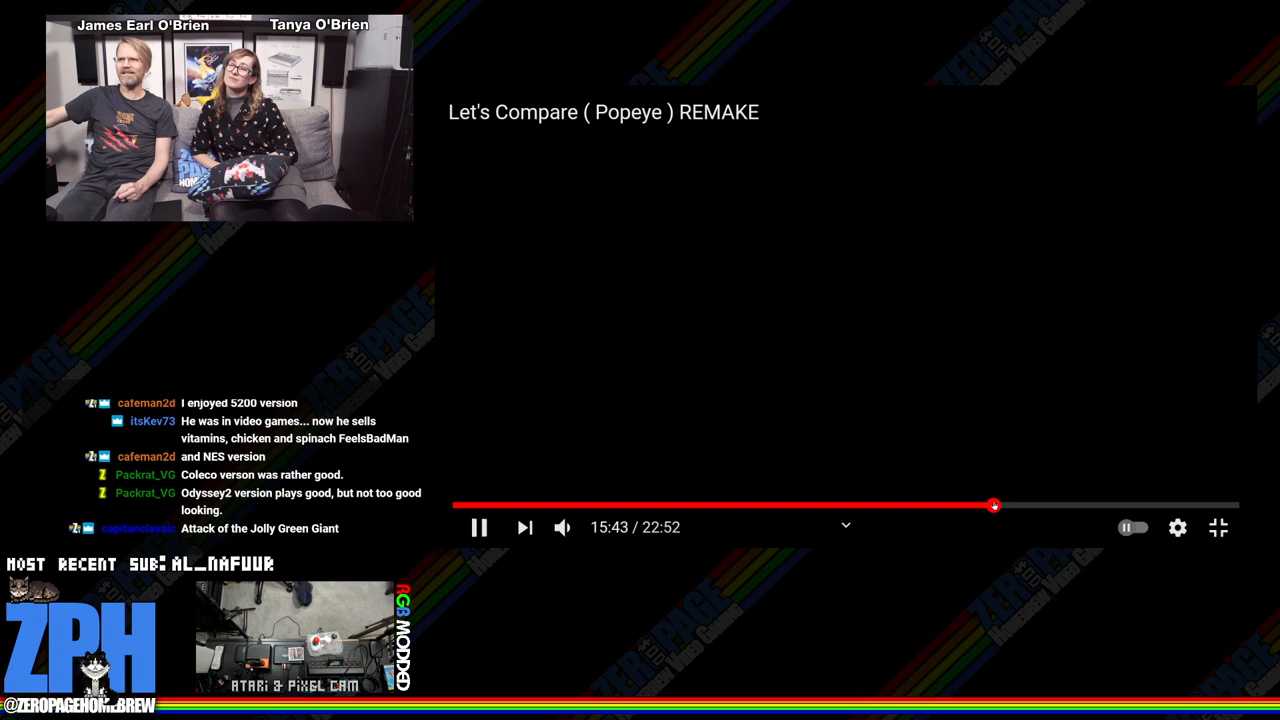 James Earl O'Brien
Tanya O'Brien
Let's Compare ( Popeye ) REMAKE
cafeman2d I enjoyed 5200 version
itsKev73 He was in video games... now he sells
vitamins, chicken and spinach FeelsBadMan
cafeman2d and NES version
Packrat_VG Coleco verson was rather good.
Packrat_VG Odyssey2 version plays good, but not too good
looking.
capitanclassic Attack of the Jolly Green Giant
15:43 / 22:52
MOST RECENT SUB: AL_NAFUUR
ZPH
@ZEROPAGEHOMEBREW
RGB MODDED
ATARI & PIXEL CAM